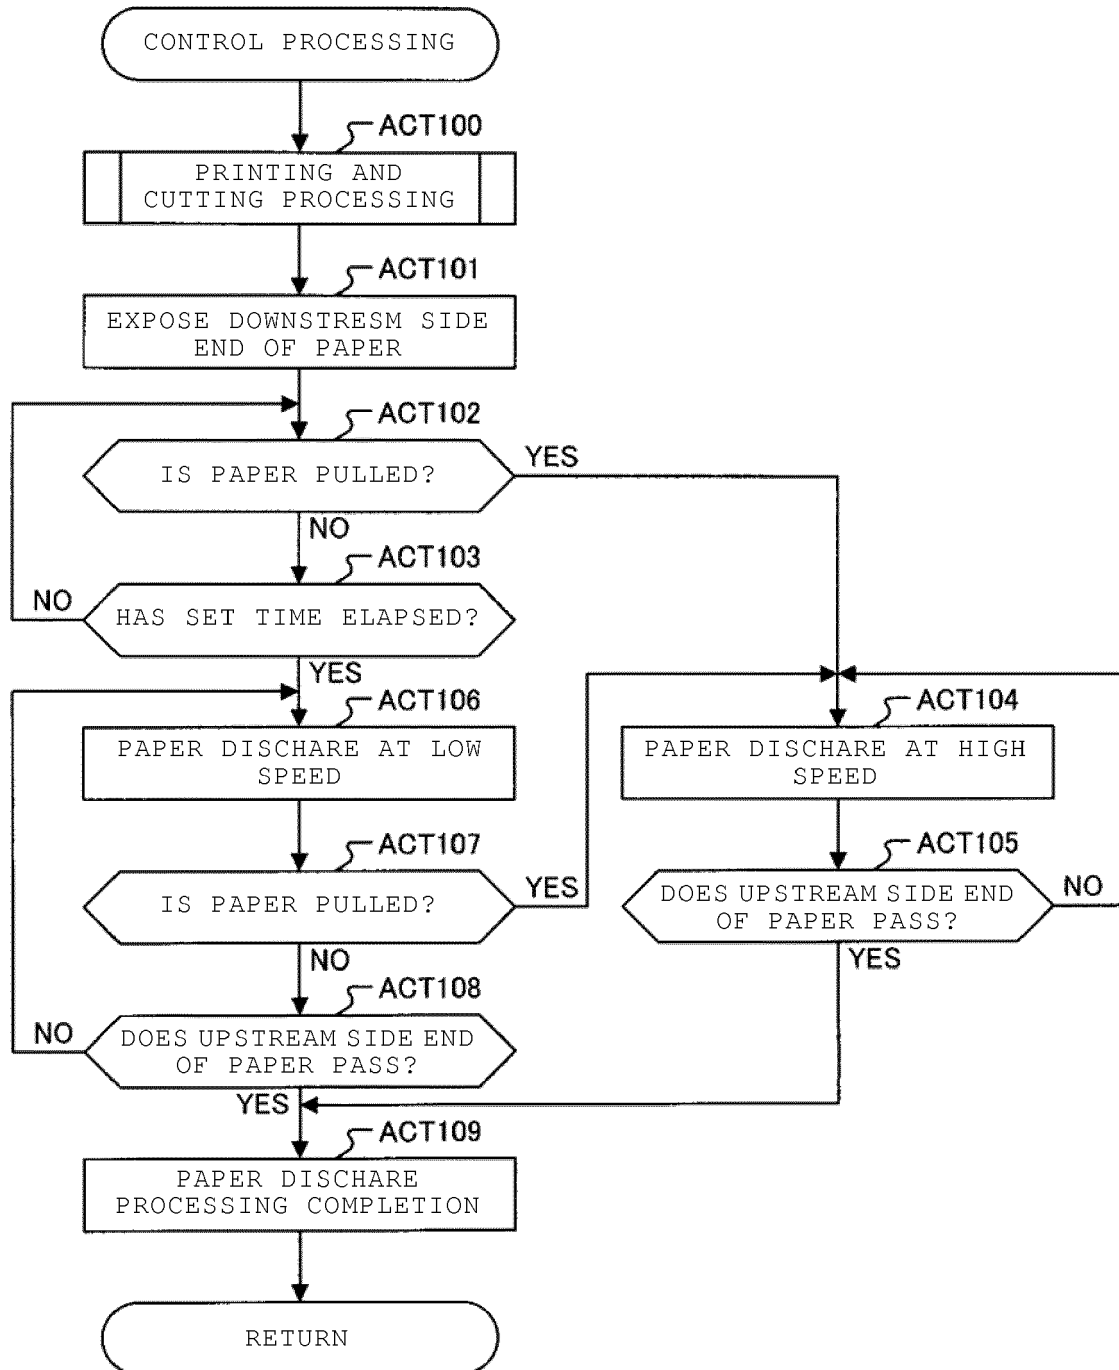 CONTROL PROCESSING
ACT100
PRINTING AND
CUTTING PROCESSING
ACT101
EXPOSE DOWNSTRESM SIDE
END OF PAPER
ACT102
IS PAPER PULLED?
YES
NO
ACT103
HAS SET TIME ELAPSED?
NO
YES
ACT106
PAPER DISCHARE AT LOW
SPEED
ACT104
PAPER DISCHARE AT HIGH
SPEED
ACT107
IS PAPER PULLED?
YES
NO
ACT105
DOES UPSTREAM SIDE END
OF PAPER PASS?
NO
YES
ACT108
DOES UPSTREAM SIDE END
OF PAPER PASS?
NO
YES
ACT109
PAPER DISCHARE
PROCESSING COMPLETION
RETURN